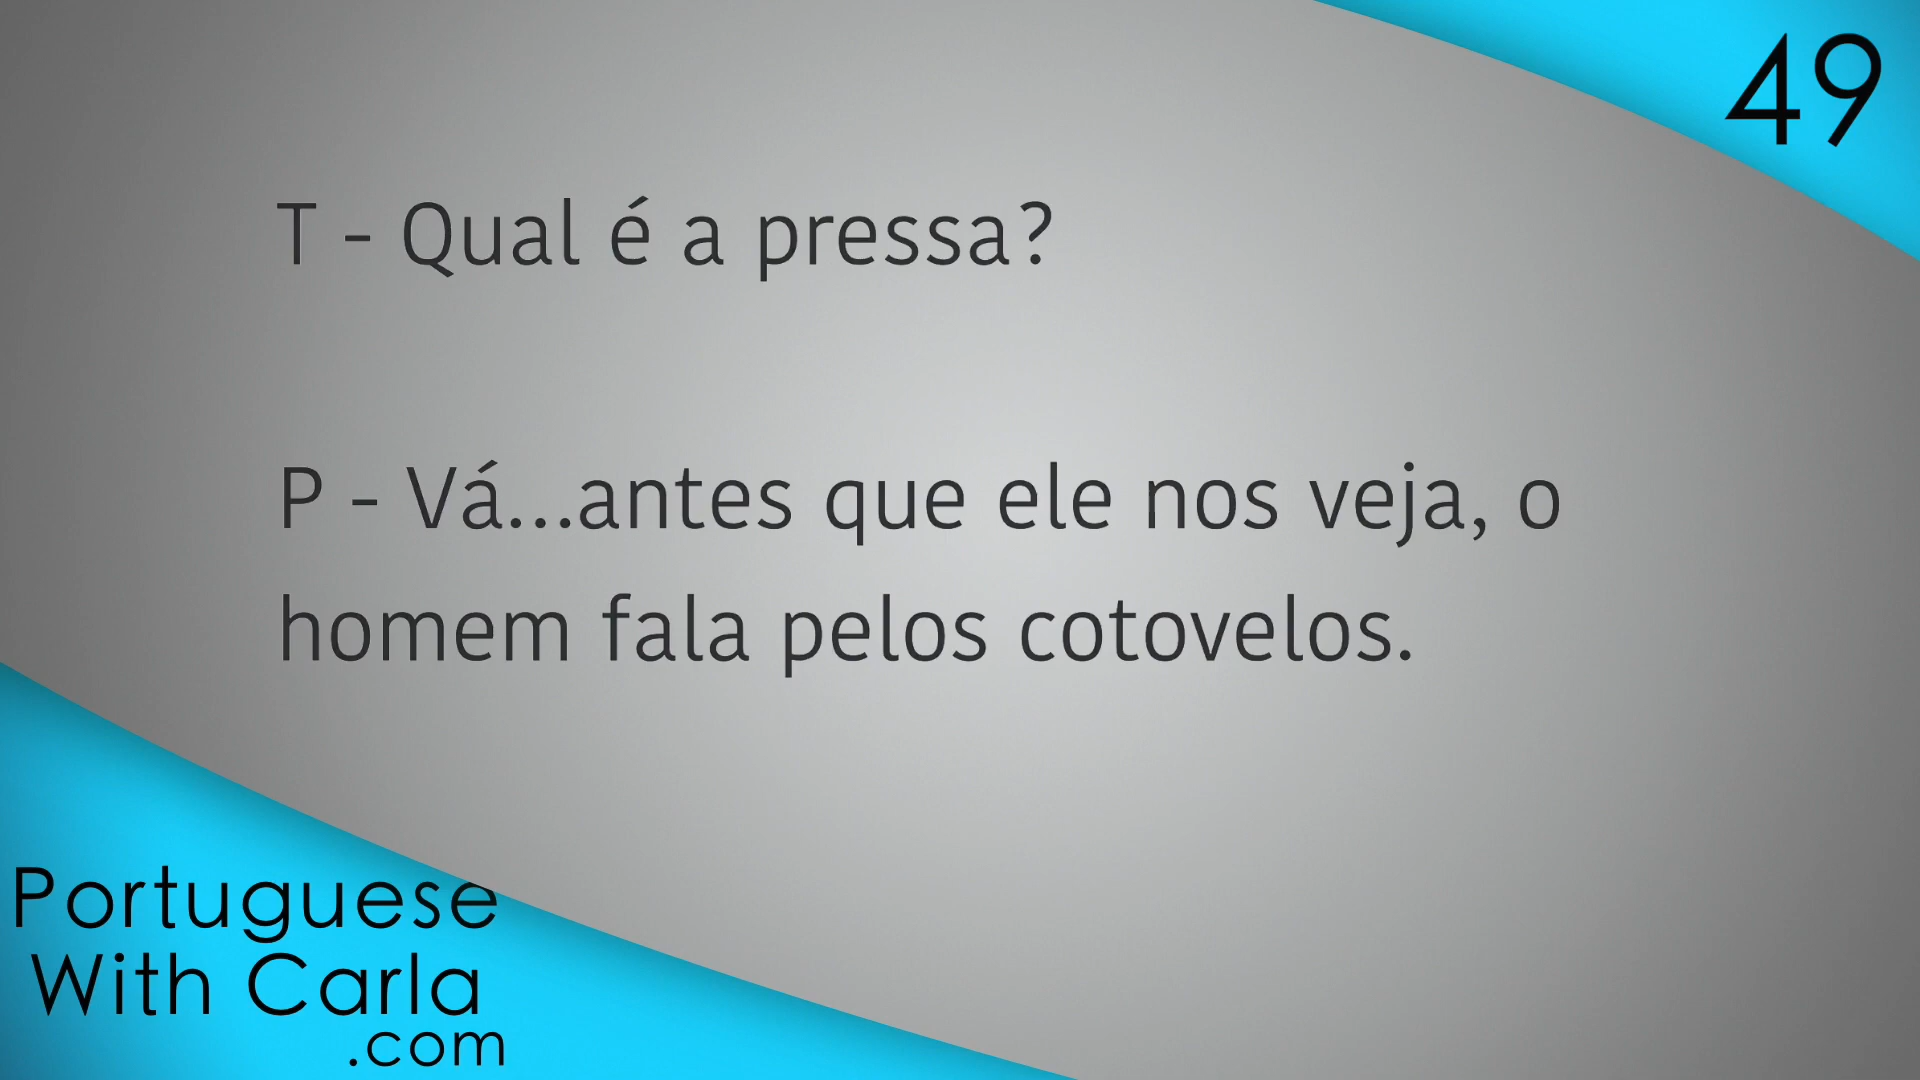 49
T - Qual é a pressa?
P - Vá...antes que ele nos veja, o
homem fala pelos cotovelos.
Portuguese
With Carla
.com